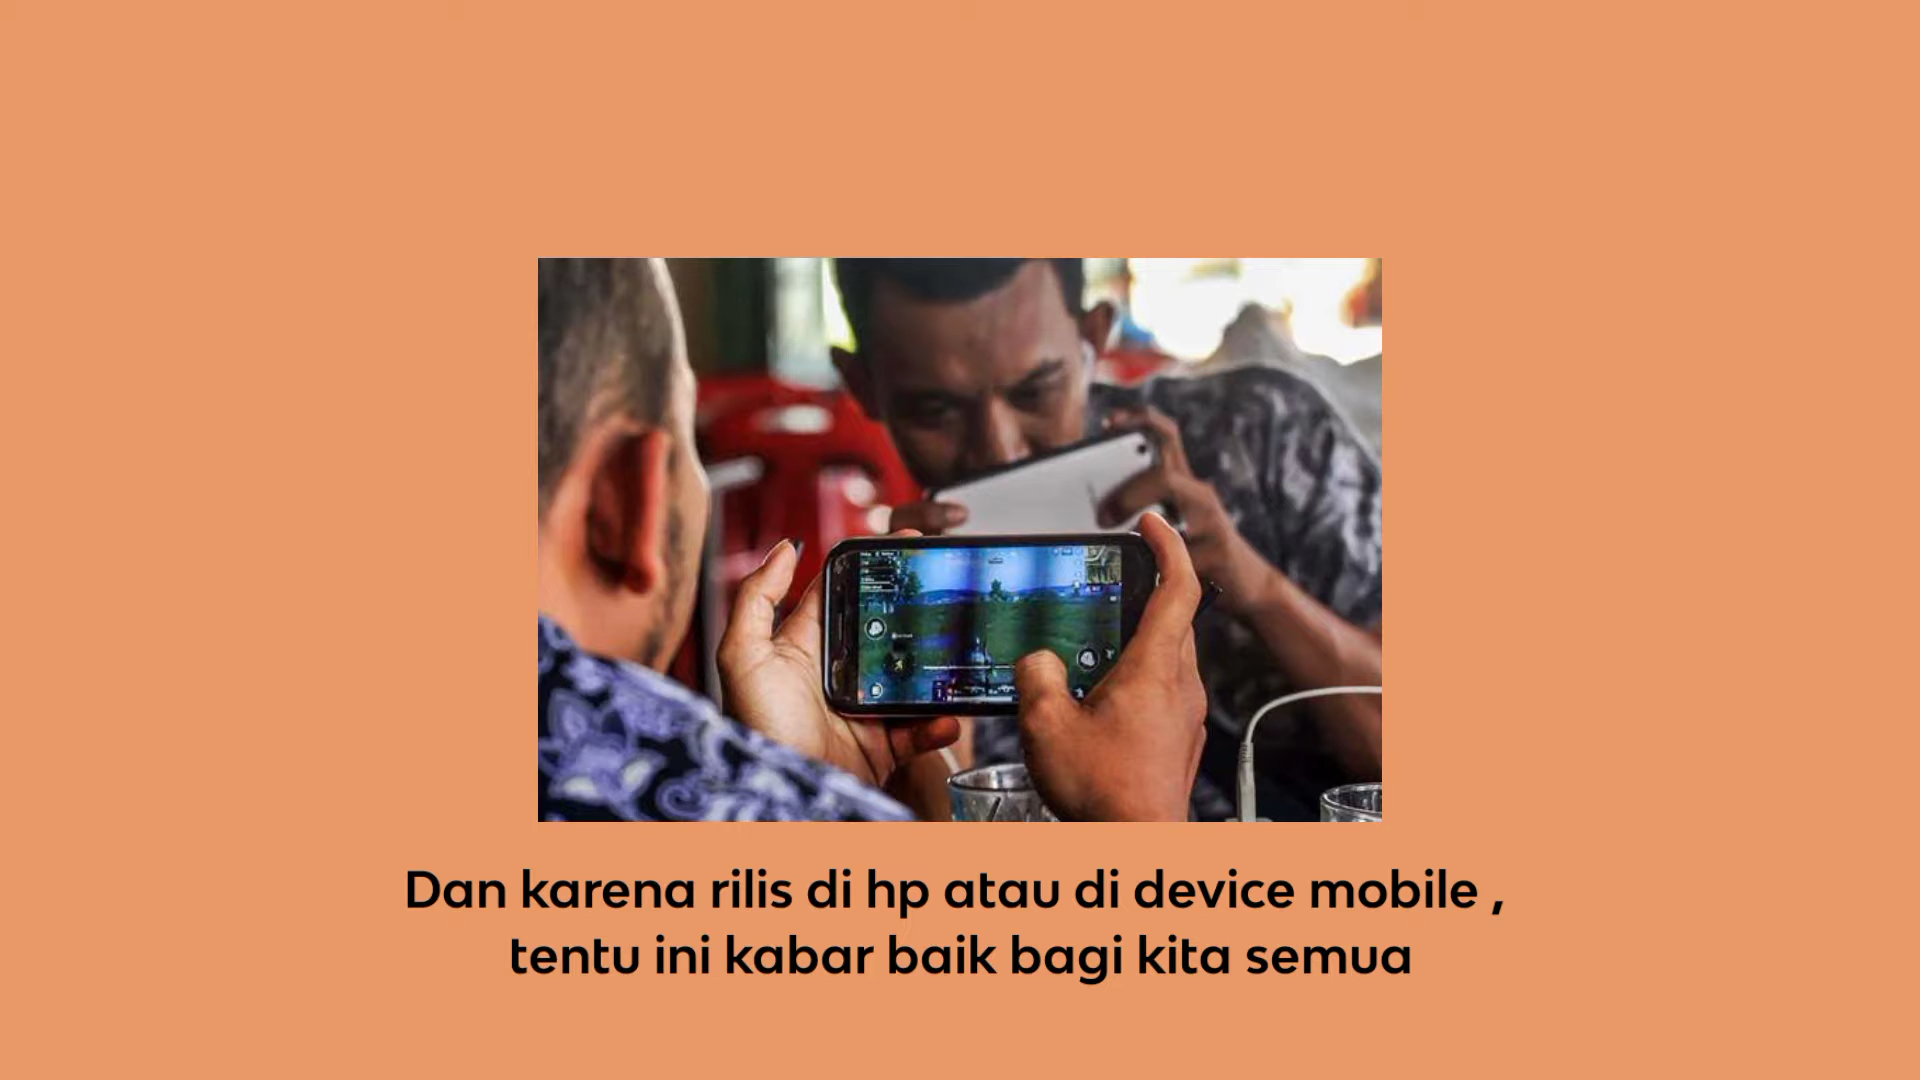 Dan karena rilis di hp atau di device mobile ,
tentu ini kabar baik bagi kita semua